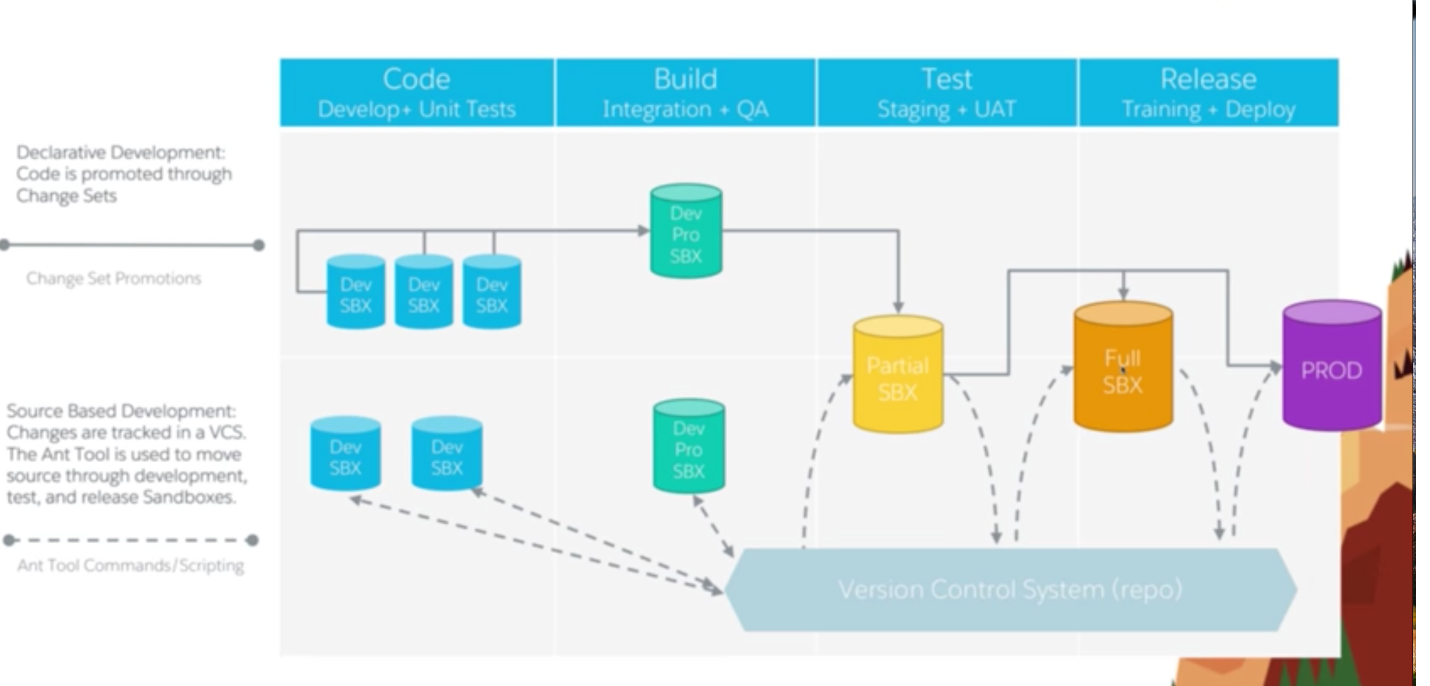 Code
Develop+ Unit Tests
Build
Integration + QA
Test
Staging + UAT
Release
Training + Deploy
Declarative Development:
Code is promoted through
Change Sets
Change Set Promotions
Dev
SBX
Dev
SBX
Dev
SBX
Dev
Pro
SBX
Partial
SBX
Full
SBX
PROD
Source Based Development:
Changes are tracked in a VCS.
The Ant Tool is used to move
source through development,
test, and release Sandboxes.
Ant Tool Commands/Scripting
Dev
SBX
Dev
SBX
Dev
Pro
SBX
Version Control System (repo)